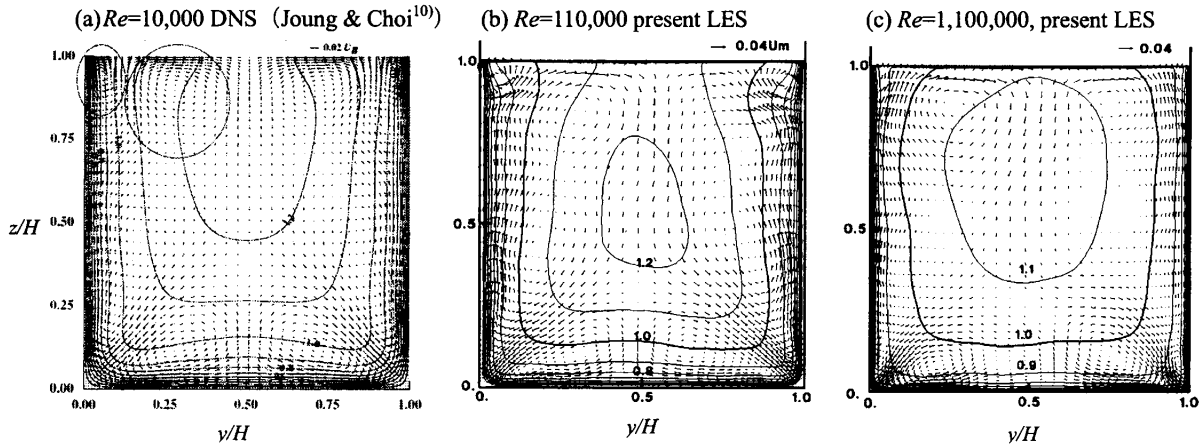 (a) Re=10,000 DNS （Joung & Choi10)）
(b) Re=110,000 present LES
(c) Re=1,100,000, present LES
→ 0.02 UB
→ 0.04Um
→ 0.04
1.00
0.75
z/H 0.50
0.25
0.00
0.00 0.25 0.50 0.75 1.00
y/H
1.0
0.5
0.
1.2
1.0
0.8
0. 0.5 1.0
y/H
1.0
0.5
0.
1.1
1.0
0.9
0. 0.5 1.0
y/H